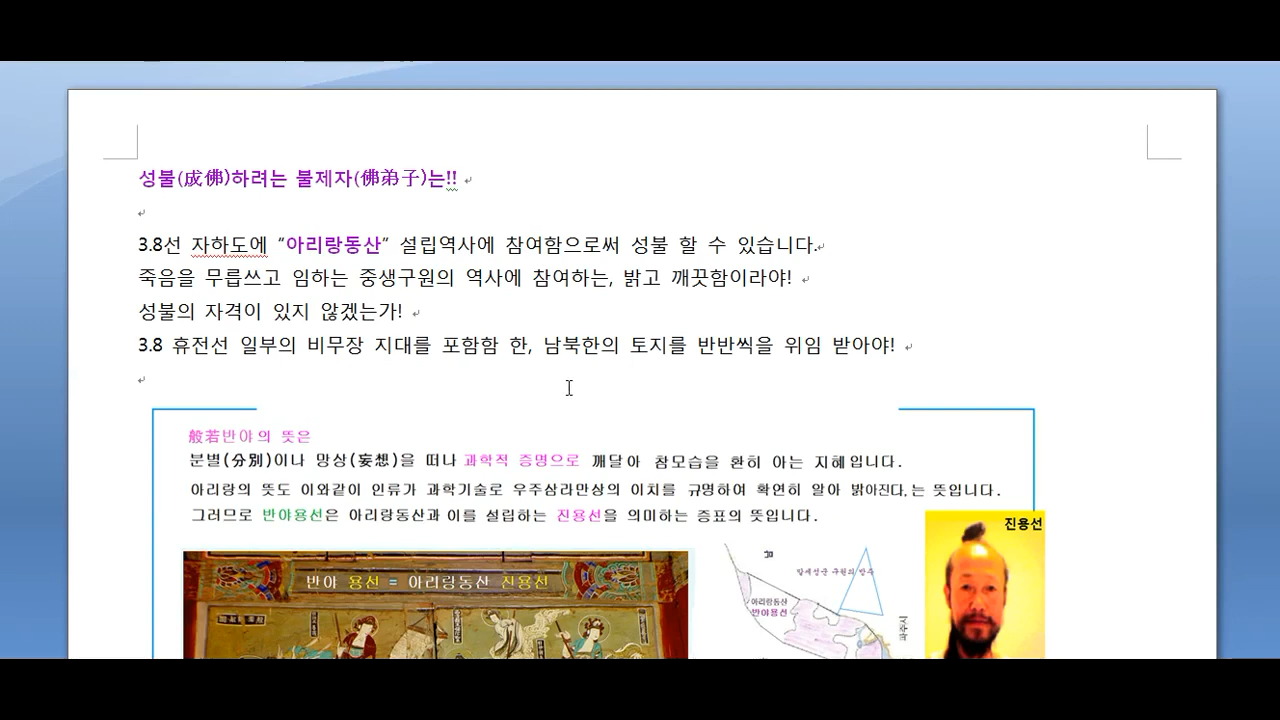 성불(成佛)하려는 불제자(佛弟子)는!!
3.8선 자하도에 “아리랑동산” 설립역사에 참여함으로써 성불 할 수 있습니다.
죽음을 무릅쓰고 임하는 중생구원의 역사에 참여하는, 밝고 깨끗함이라야!
성불의 자격이 있지 않겠는가!
3.8 휴전선 일부의 비무장 지대를 포함함 한, 남북한의 토지를 반반씩을 위임 받아야!
般若반야의 뜻은
분별(分別)이나 망상(妄想)을 떠나 과학적 증명으로 깨달아 참모습을 환히 아는 지혜입니다.
아리랑의 뜻도 이와같이 인류가 과학기술로 우주삼라만상의 이치를 규명하여 확연히 알아 밝아진다.는 뜻입니다.
그러므로 반야용선은 아리랑동산과 이를 설립하는 진용선을 의미하는 증표의 뜻입니다.
진용선
반야 용선 = 아리랑동산 진용선
아리랑동산
반야용선
파주시